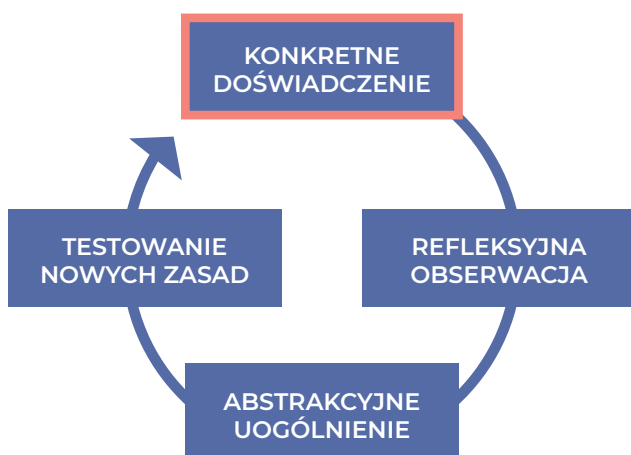 KONKRETNE
DOŚWIADCZENIE
TESTOWANIE
NOWYCH ZASAD
REFLEKSYJNA
OBSERWACJA
ABSTRAKCYJNE
UOGÓLNIENIE